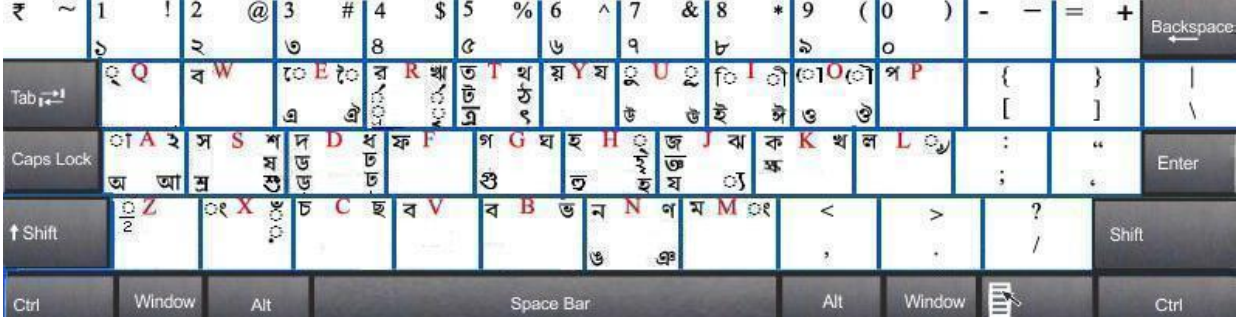 ₹ ~ 1 ! 2 @ 3 # 4 $ 5 % 6 ^ 7 & 8 * 9 ( 0 ) - — = + Backspace
১ ২ ৩ ৪ ৫ ৬ ৭ ৮ ৯ ০
Tab Q ব W ে E ৈ র R ঋ ত T থ য় Y য ু U ূ ি I ী ো O ৌ প P { } |
ট ঠ
এ ঐ ৎ উ ঊ ই ঈ ও ঔ [ ] \
Caps Lock া A ২ স S শ দ D ধ ফ F গ G ঘ হ H ৃ জ J ঝ ক K খ ল L : “ Enter
ষ ড ঢ
অ আ য ; ‘
Shift Z ং X ঁ চ C ছ ব V ব B ভ ন N ণ ম M ং < > ? Shift
2 ঙ ঞ , . /
Ctrl Window Alt Space Bar Alt Window Ctrl